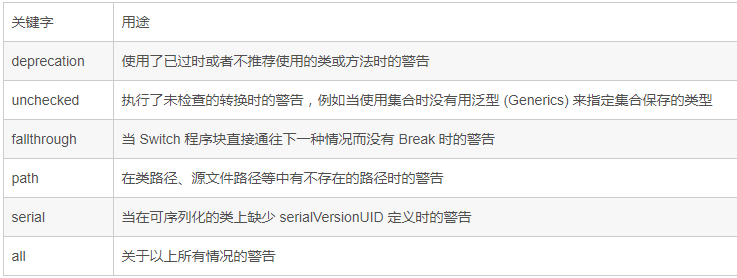 关键字 用途
deprecation 使用了已过时或者不推荐使用的类或方法时的警告
unchecked 执行了未检查的转换时的警告，例如当使用集合时没有用泛型 (Generics) 来指定集合保存的类型
fallthrough 当 Switch 程序块直接通往下一种情况而没有 Break 时的警告
path 在类路径、源文件路径等中有不存在的路径时的警告
serial 当在可序列化的类上缺少 serialVersionUID 定义时的警告
all 关于以上所有情况的警告